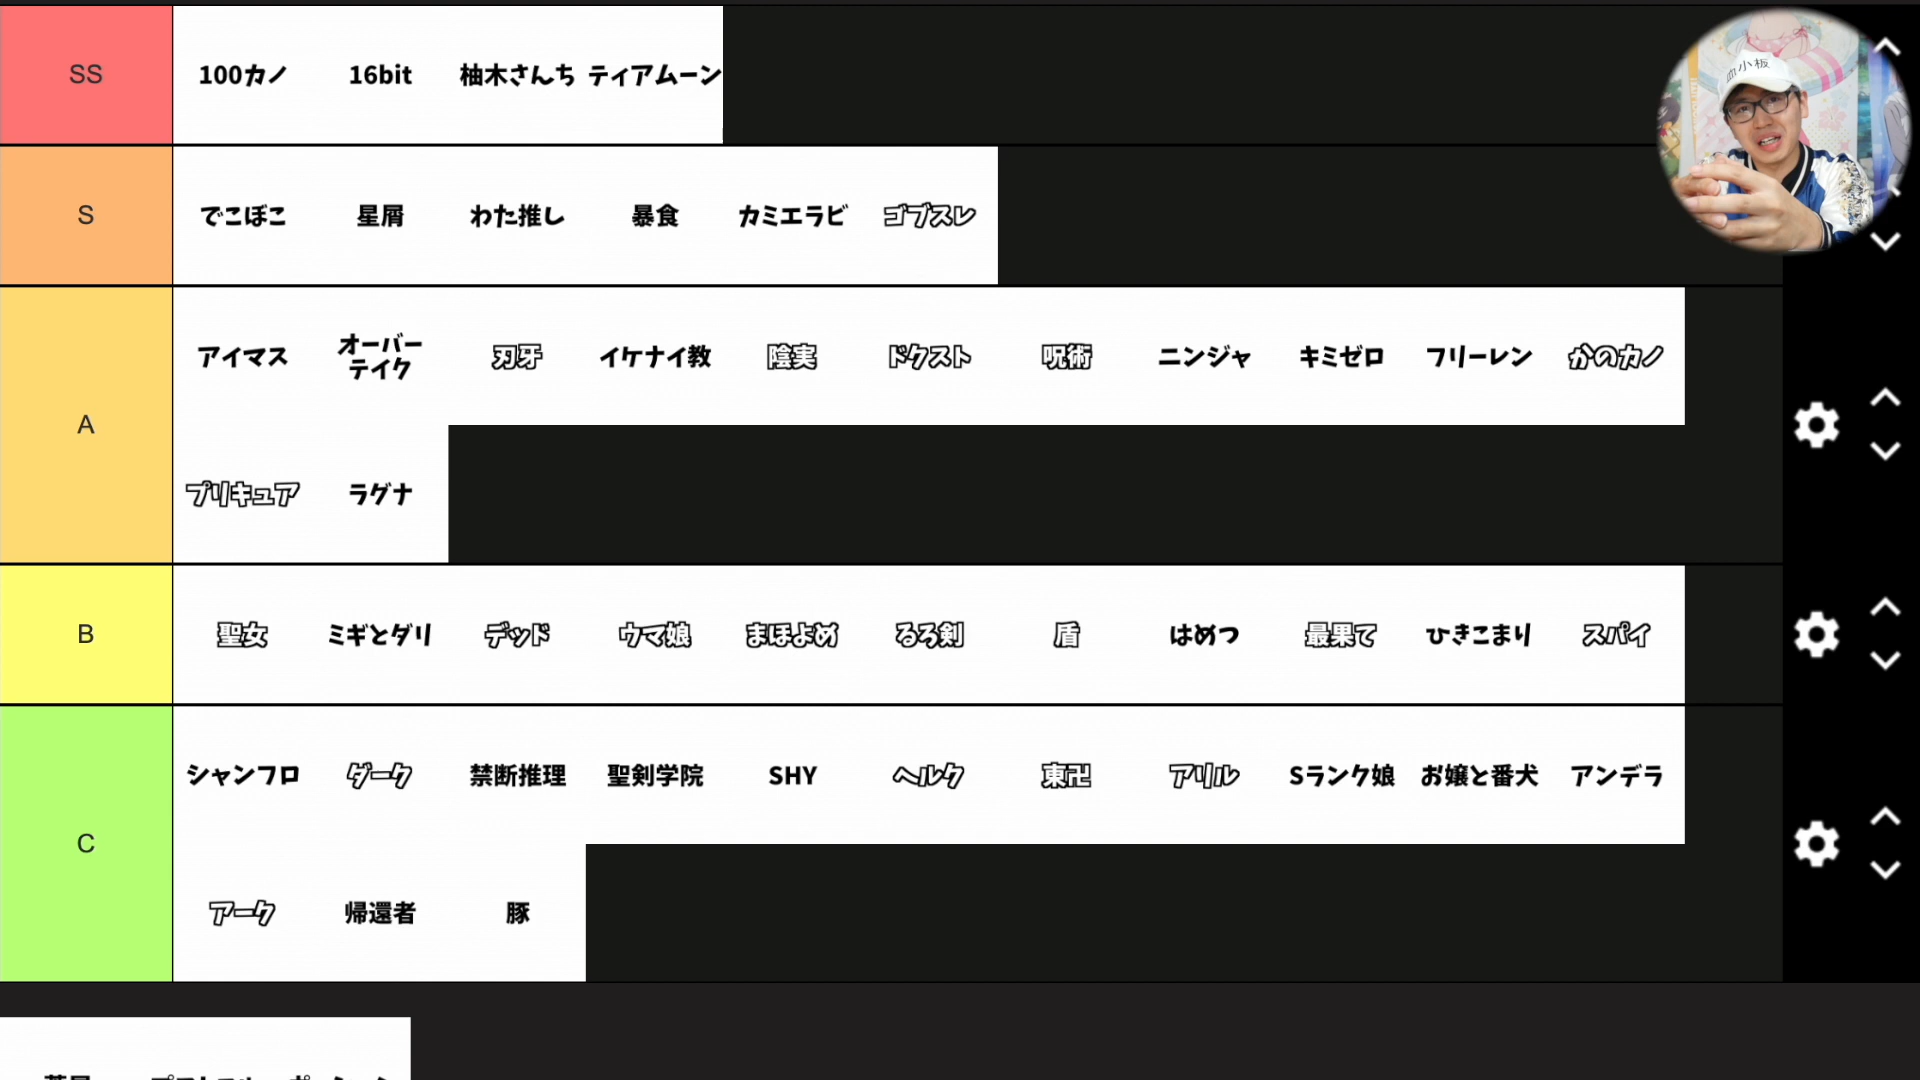 SS
100カノ 16bit 柚木さんち ティアムーン
血小板
S
でこぼこ 星屑 わた推し 暴食 カミエラビ ゴブスレ
A
アイマス オーバーテイク 刃牙 イケナイ教 陰実 ドクスト 呪術 ニンジャ キミゼロ フリーレン かのカノ
プリキュア ラグナ
B
聖女 ミギとダリ デッド ウマ娘 まほよめ るろ剣 盾 はめつ 最果て ひきこまり スパイ
C
シャンフロ ダーク 禁断推理 聖剣学院 SHY ヘルク 東卍 アリル Sランク娘 お嬢と番犬 アンデラ
アーク 帰還者 豚